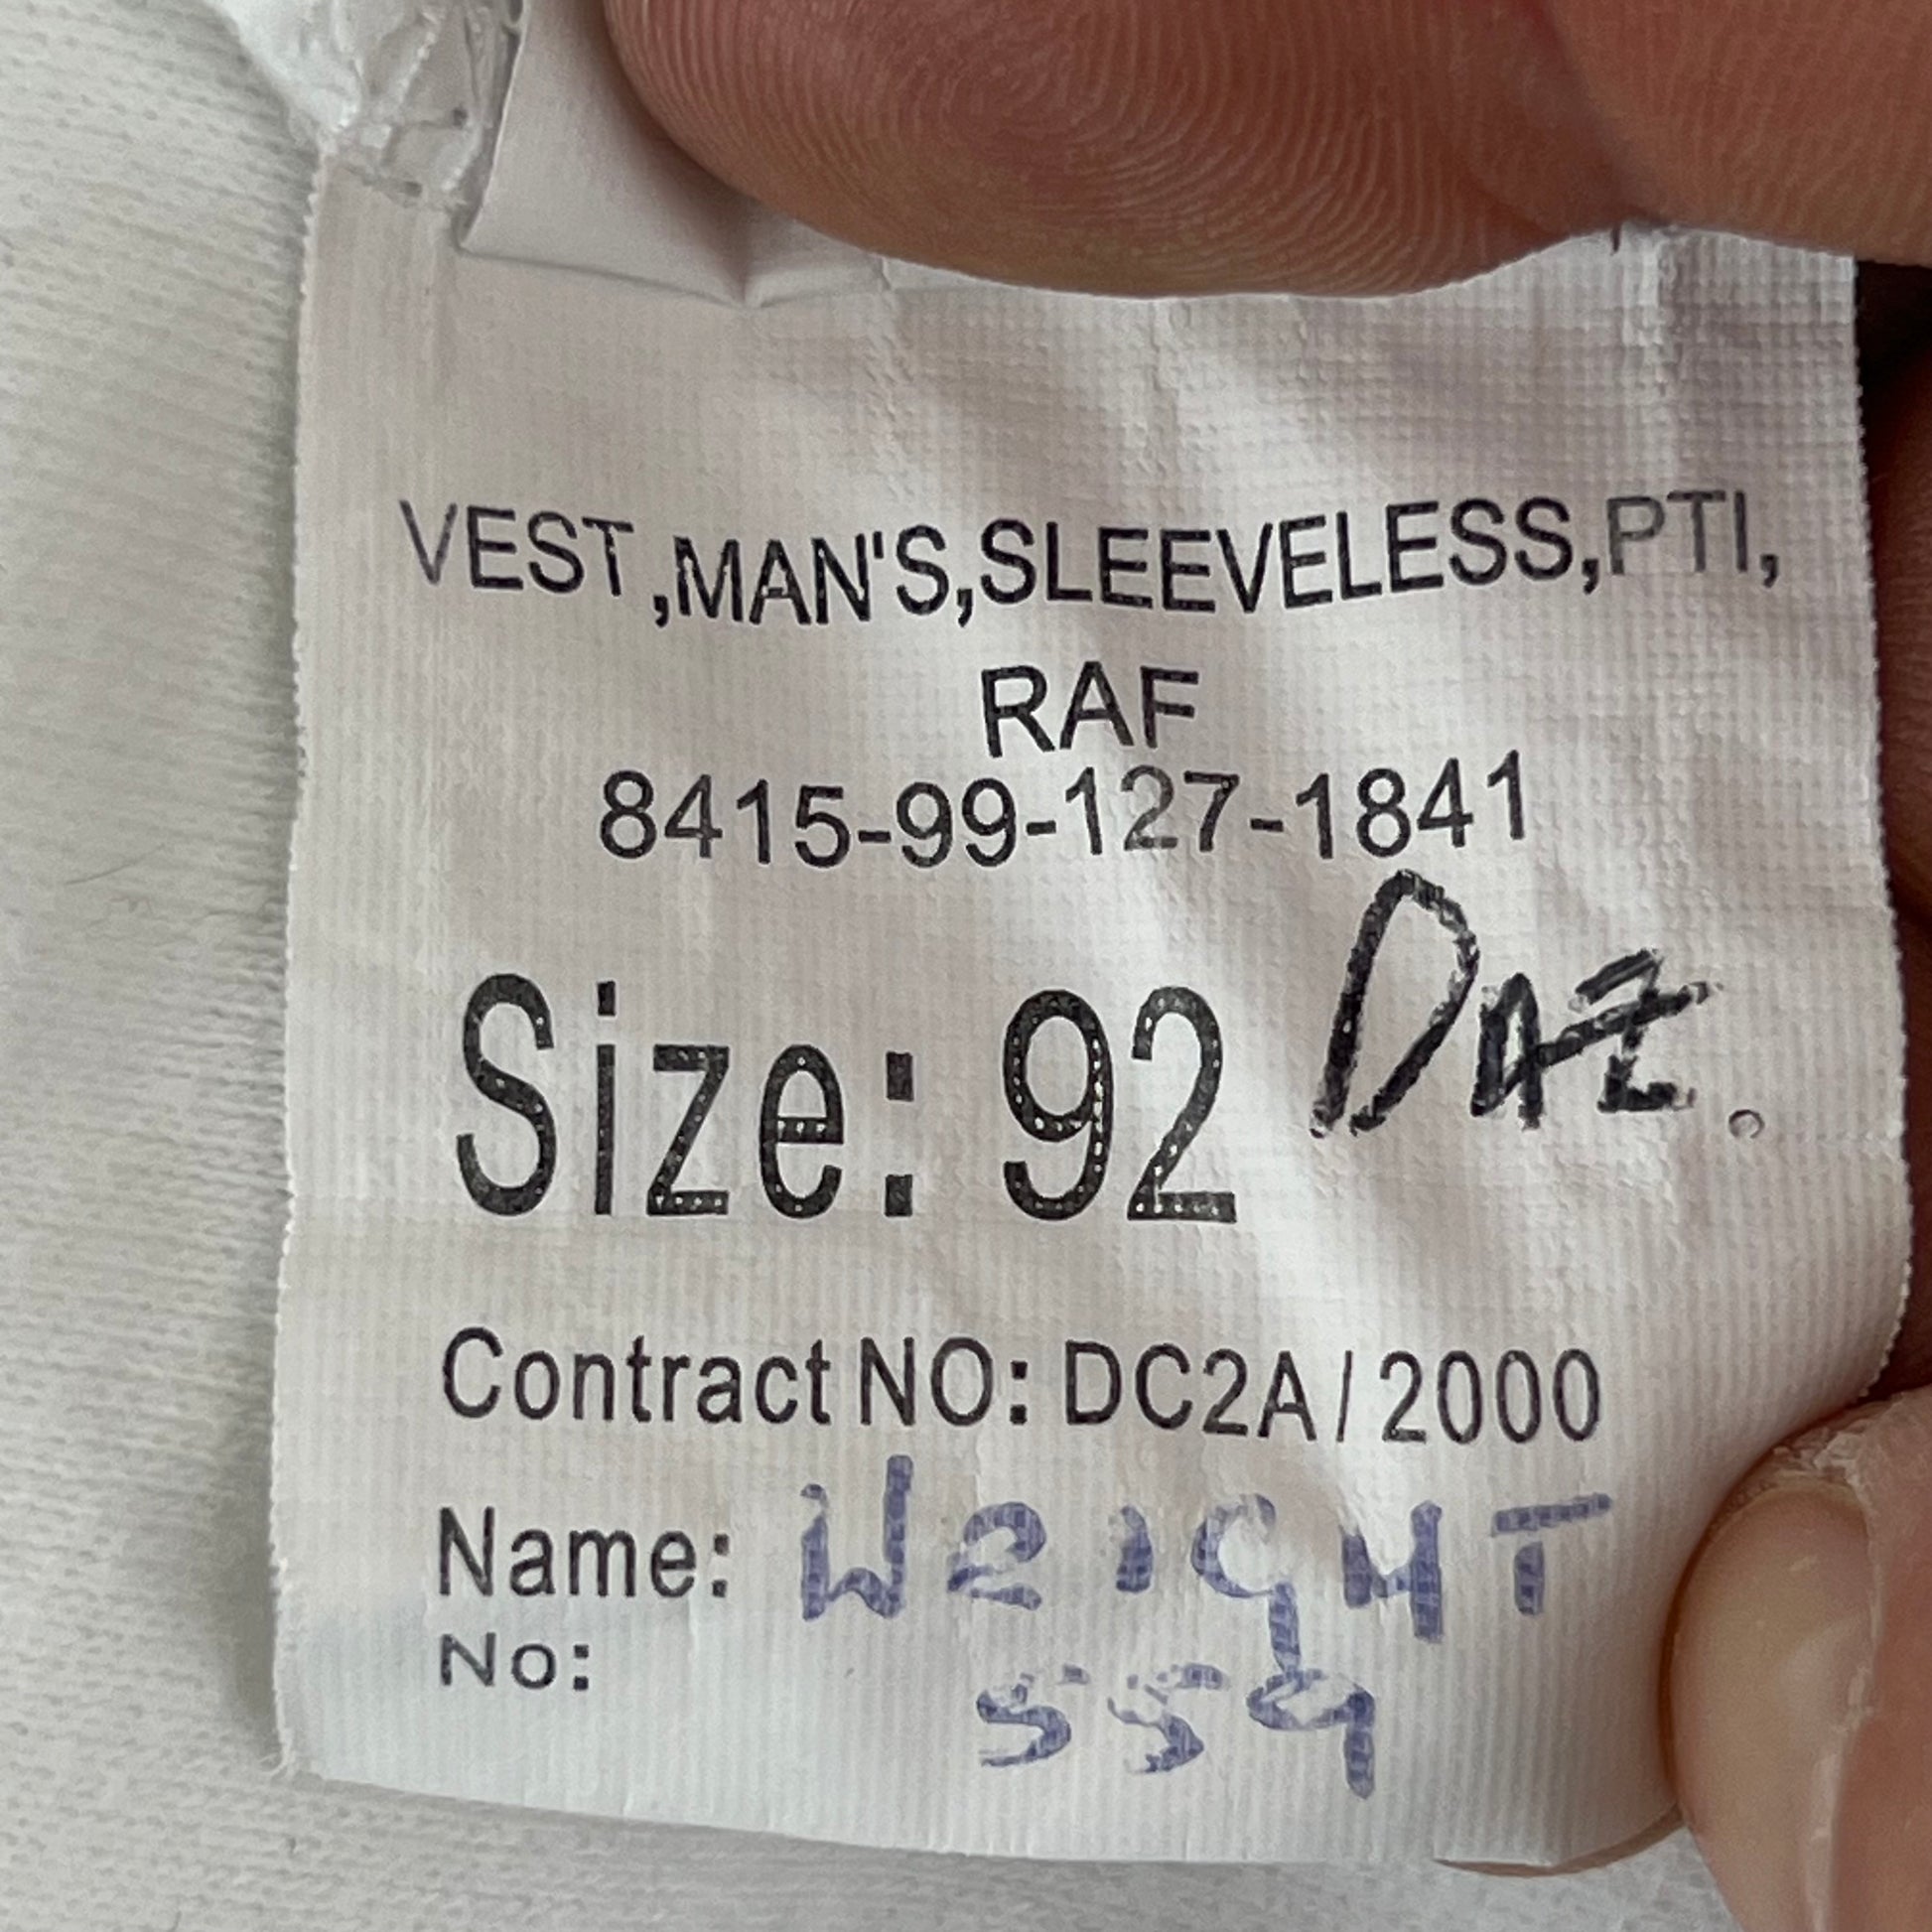 VEST,MAN'S,SLEEVELESS,PTI,
RAF
8415-99-127-1841
Size: 92 DAZ.
Contract NO: DC2A/2000
Name: WRIGHT
No: 559